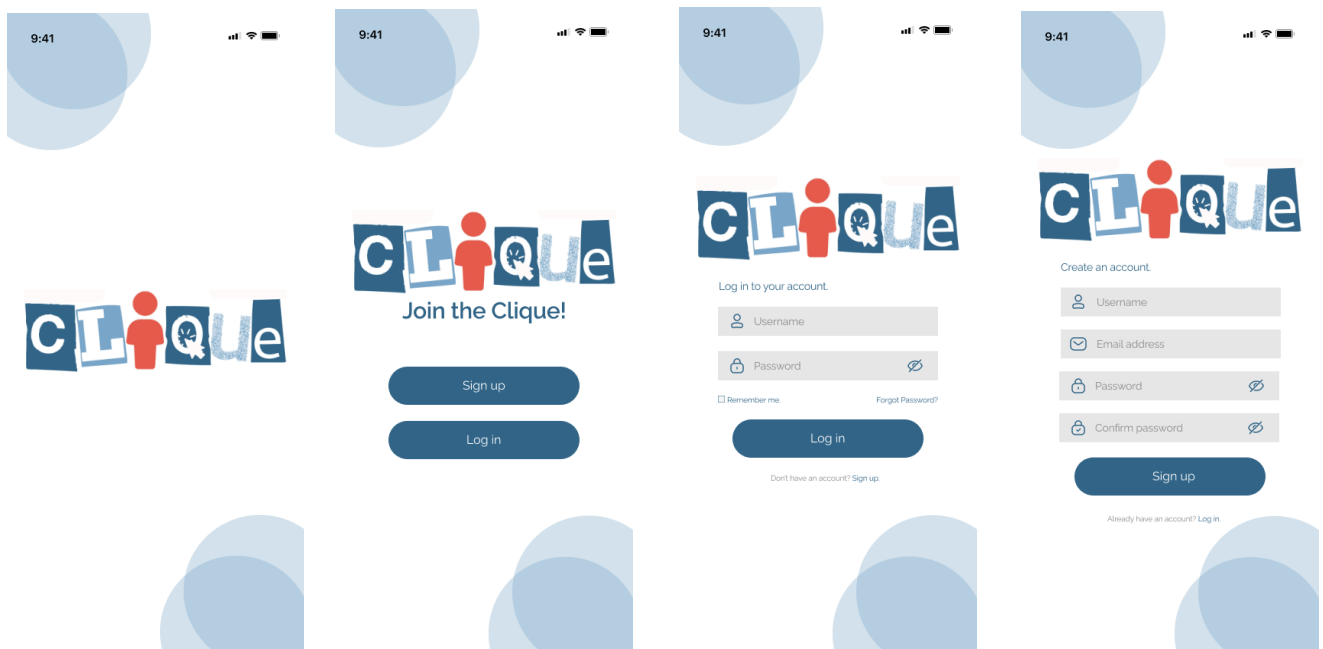 9:41
CLiQue
9:41
CLiQue
Join the Clique!
Sign up
Log in
9:41
CLiQue
Log in to your account.
Username
Password
Remember me.
Forgot Password?
Log in
Don't have an account? Sign up.
9:41
CLiQue
Create an account.
Username
Email address
Password
Confirm password
Sign up
Already have an account? Log in.